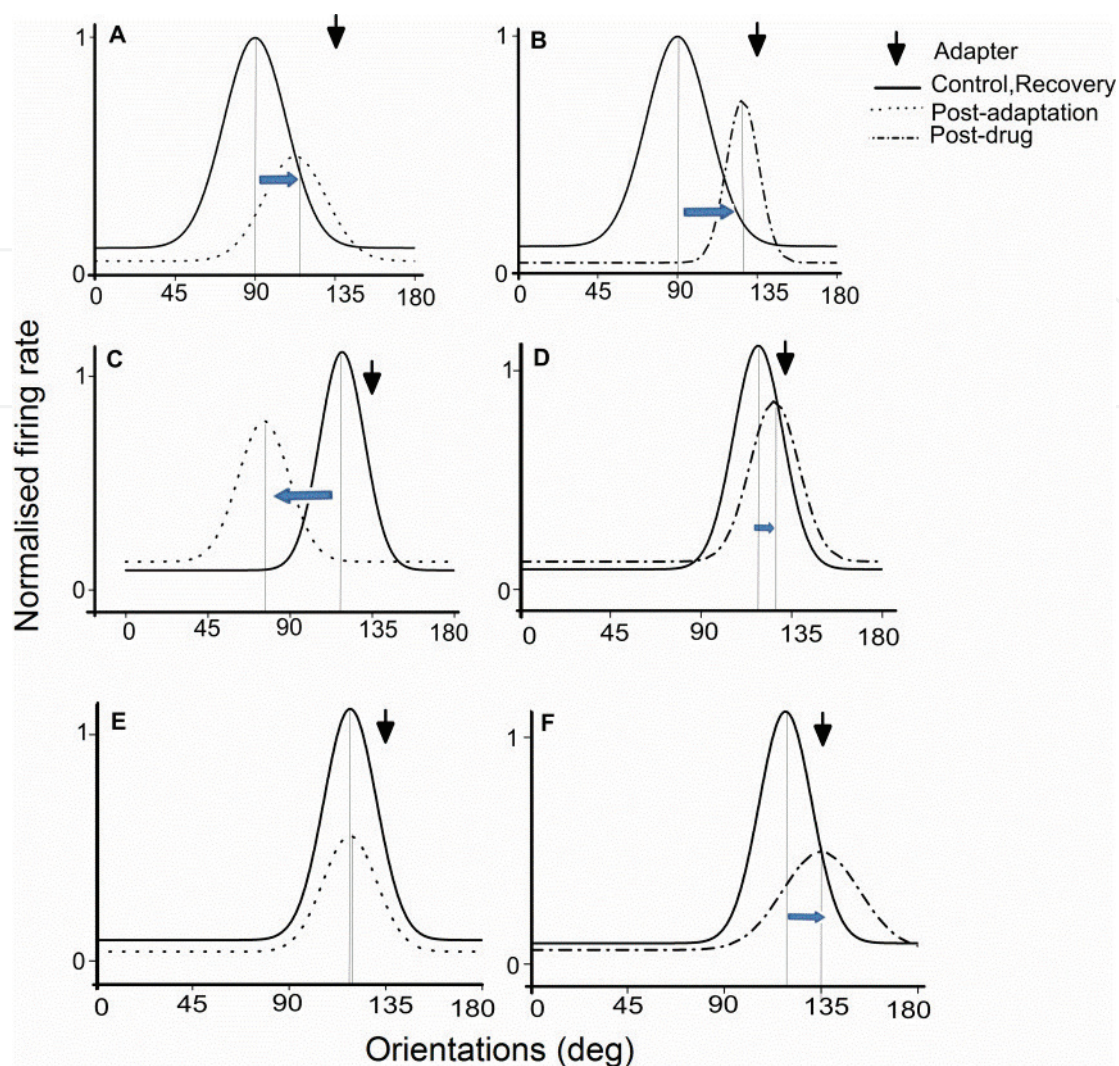 A
1
0
0 45 90 135 180
B
1
0
0 45 90 135 180
Adapter
Control,Recovery
Post-adaptation
Post-drug
Normalised firing rate
C
1
0
0 45 90 135 180
D
1
0
0 45 90 135 180
E
1
0
0 45 90 135 180
F
1
0
0 45 90 135 180
Orientations (deg)